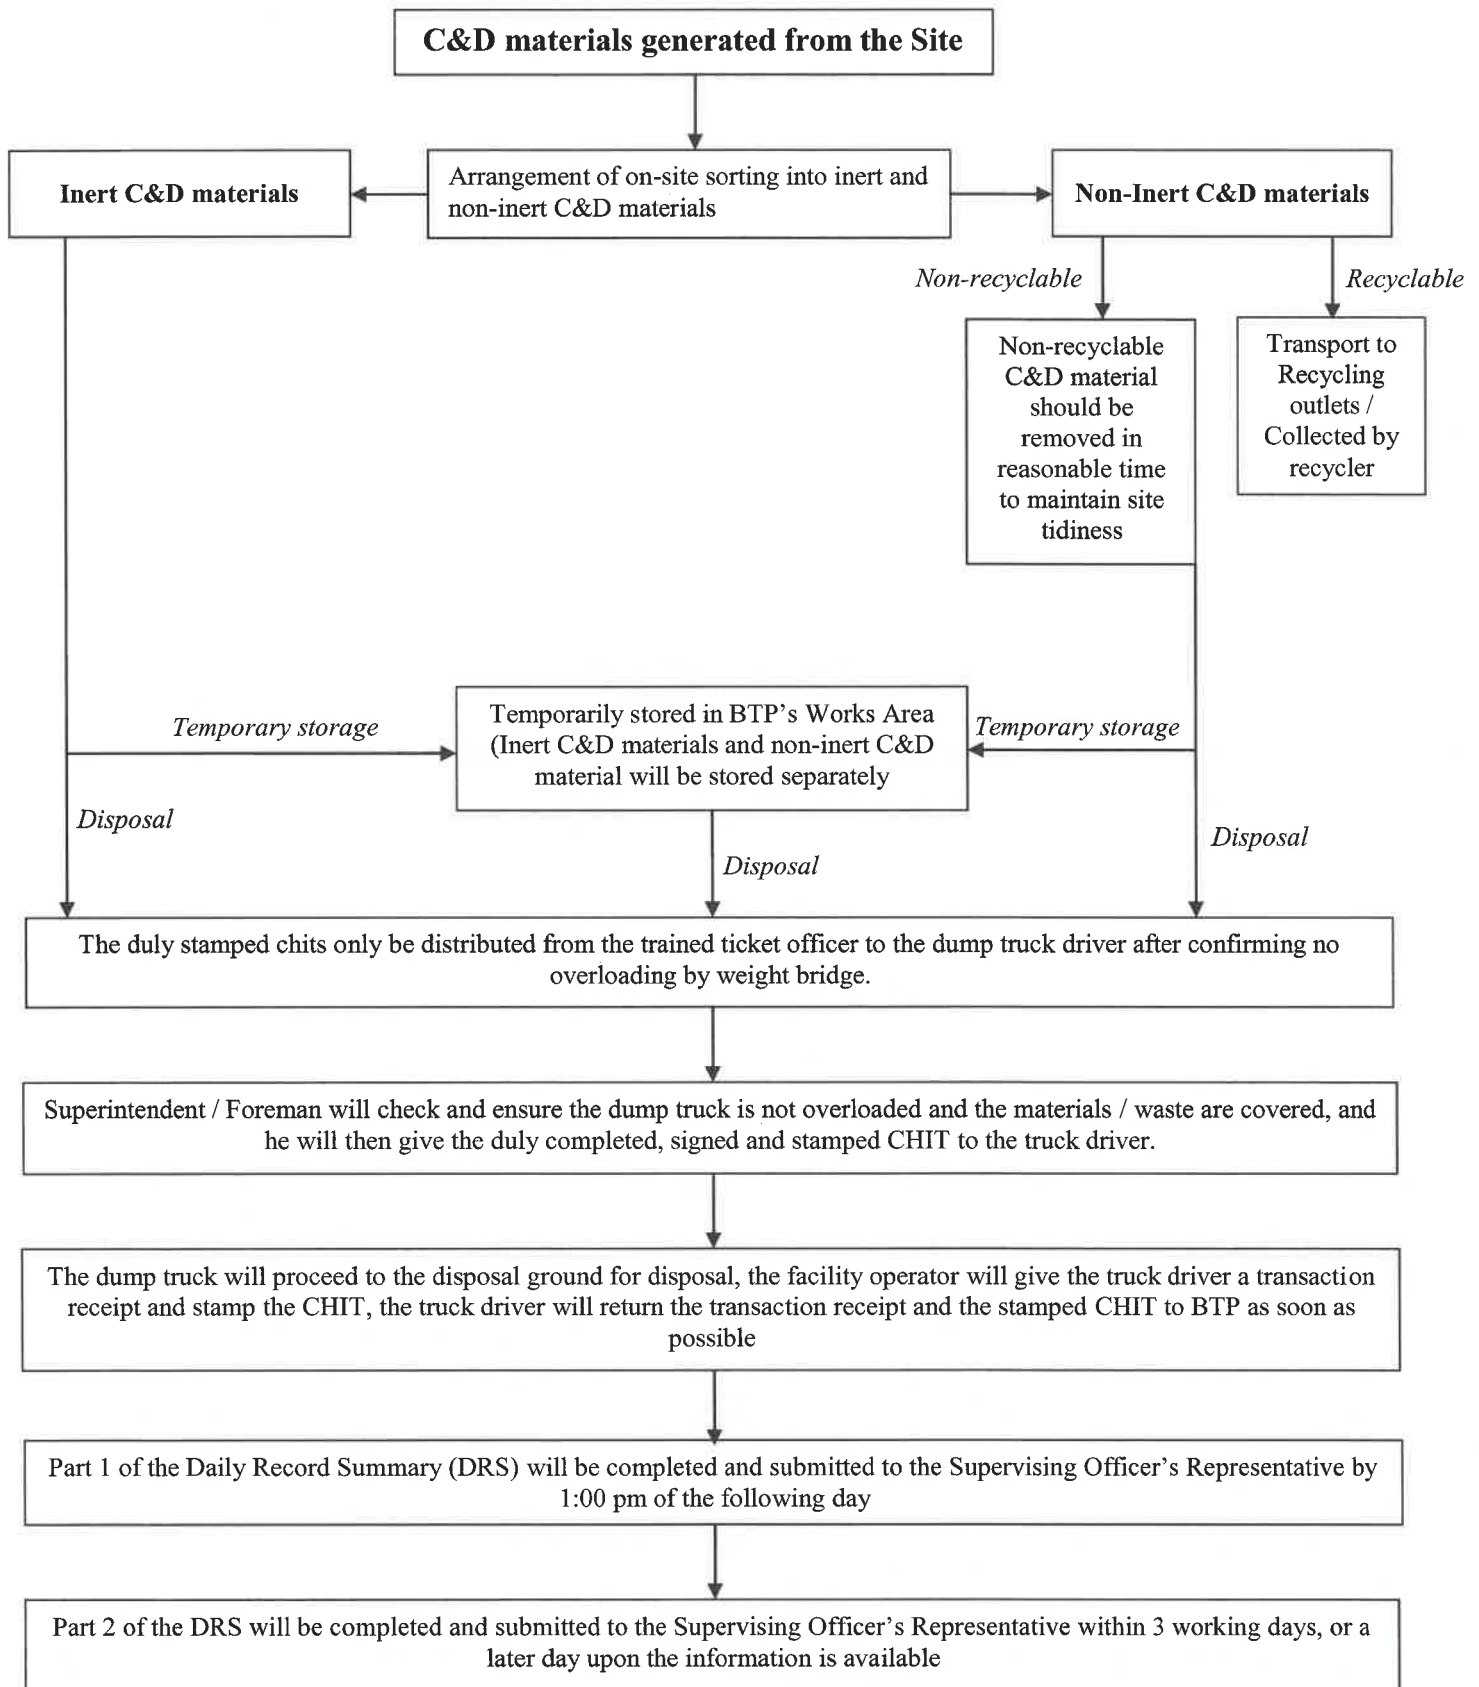 C&D materials generated from the Site
Inert C&D materials
Arrangement of on-site sorting into inert and
non-inert C&D materials
Non-Inert C&D materials
Non-recyclable
Recyclable
Non-recyclable
C&D material
should be
removed in
reasonable time
to maintain site
tidiness
Transport to
Recycling
outlets /
Collected by
recycler
Temporary storage
Temporarily stored in BTP's Works Area
(Inert C&D materials and non-inert C&D
material will be stored separately
Temporary storage
Disposal
Disposal
Disposal
The duly stamped chits only be distributed from the trained ticket officer to the dump truck driver after confirming no
overloading by weight bridge.
Superintendent / Foreman will check and ensure the dump truck is not overloaded and the materials / waste are covered, and
he will then give the duly completed, signed and stamped CHIT to the truck driver.
The dump truck will proceed to the disposal ground for disposal, the facility operator will give the truck driver a transaction
receipt and stamp the CHIT, the truck driver will return the transaction receipt and the stamped CHIT to BTP as soon as
possible
Part 1 of the Daily Record Summary (DRS) will be completed and submitted to the Supervising Officer's Representative by
1:00 pm of the following day
Part 2 of the DRS will be completed and submitted to the Supervising Officer's Representative within 3 working days, or a
later day upon the information is available